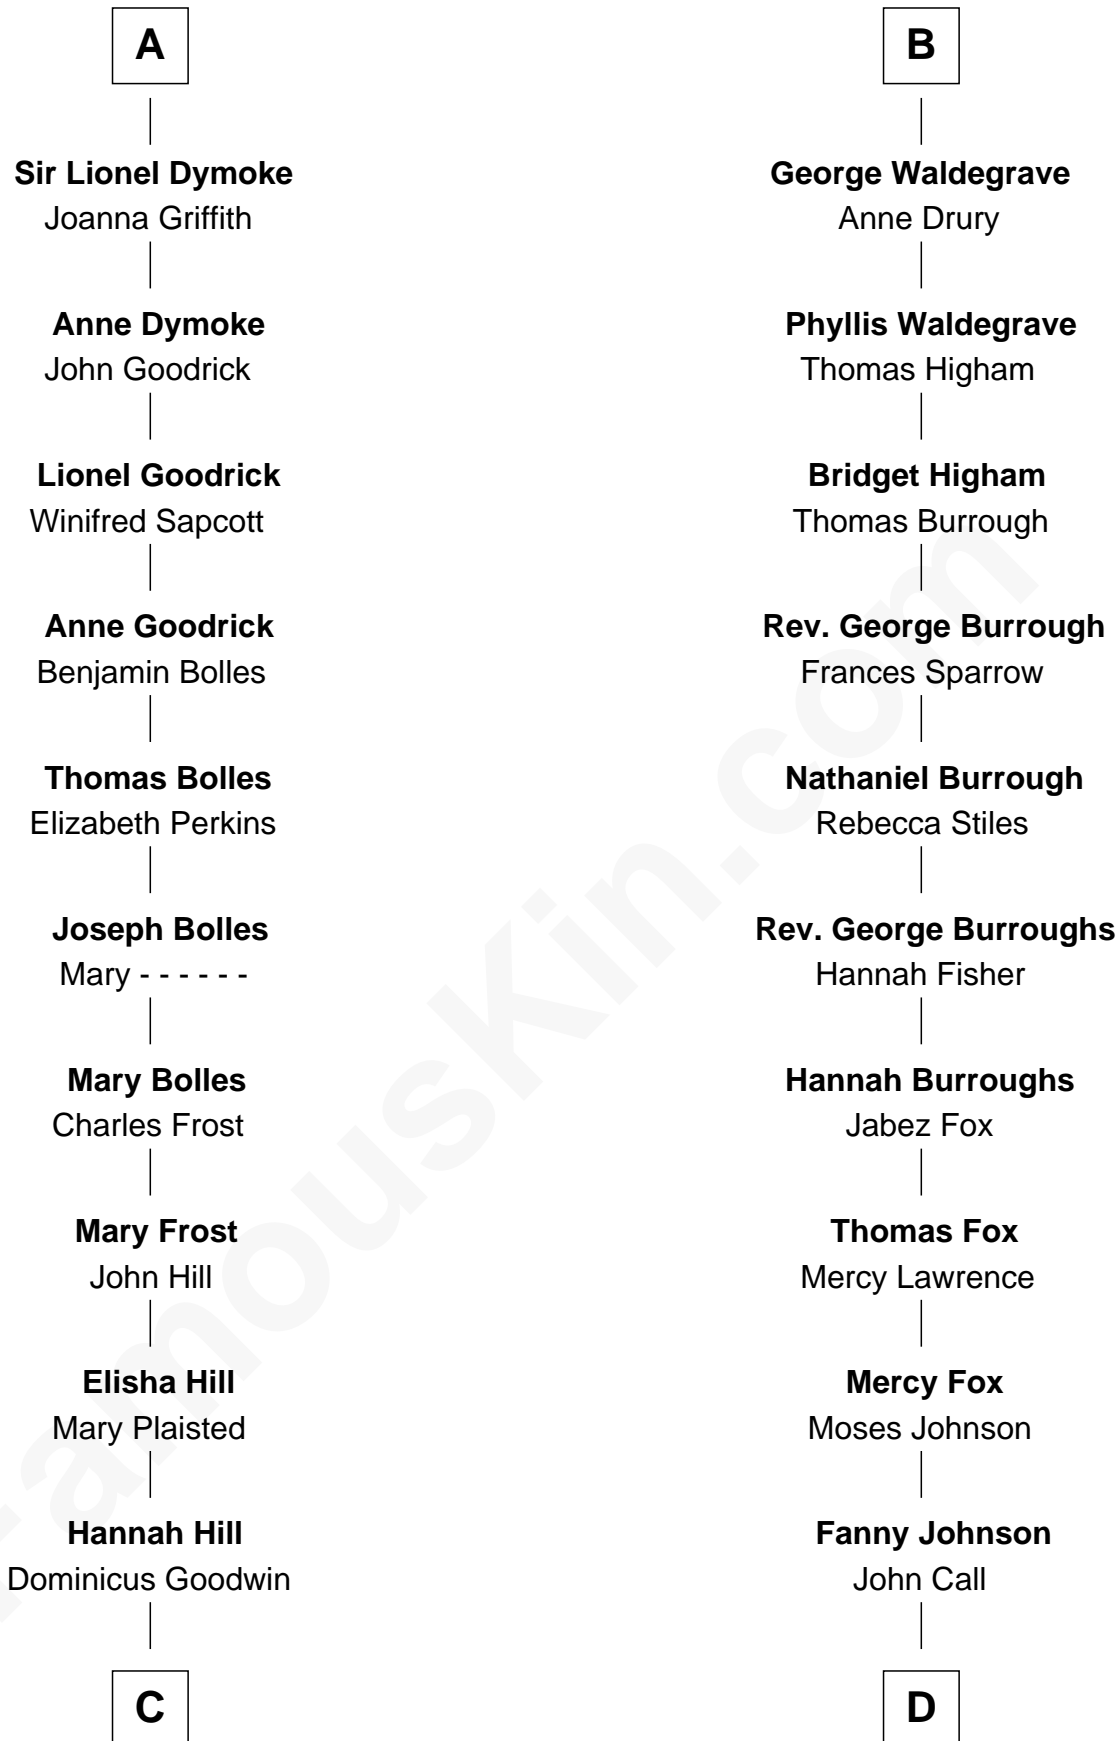 A
Sir Lionel Dymoke
Joanna Griffith
Anne Dymoke
John Goodrick
Lionel Goodrick
Winifred Sapcott
Anne Goodrick
Benjamin Bolles
Thomas Bolles
Elizabeth Perkins
Joseph Bolles
Mary - - - - - -
Mary Bolles
Charles Frost
Mary Frost
John Hill
Elisha Hill
Mary Plaisted
Hannah Hill
Dominicus Goodwin
C
B
George Waldegrave
Anne Drury
Phyllis Waldegrave
Thomas Higham
Bridget Higham
Thomas Burrough
Rev. George Burrough
Frances Sparrow
Nathaniel Burrough
Rebecca Stiles
Rev. George Burroughs
Hannah Fisher
Hannah Burroughs
Jabez Fox
Thomas Fox
Mercy Lawrence
Mercy Fox
Moses Johnson
Fanny Johnson
John Call
D
FamousKin.com